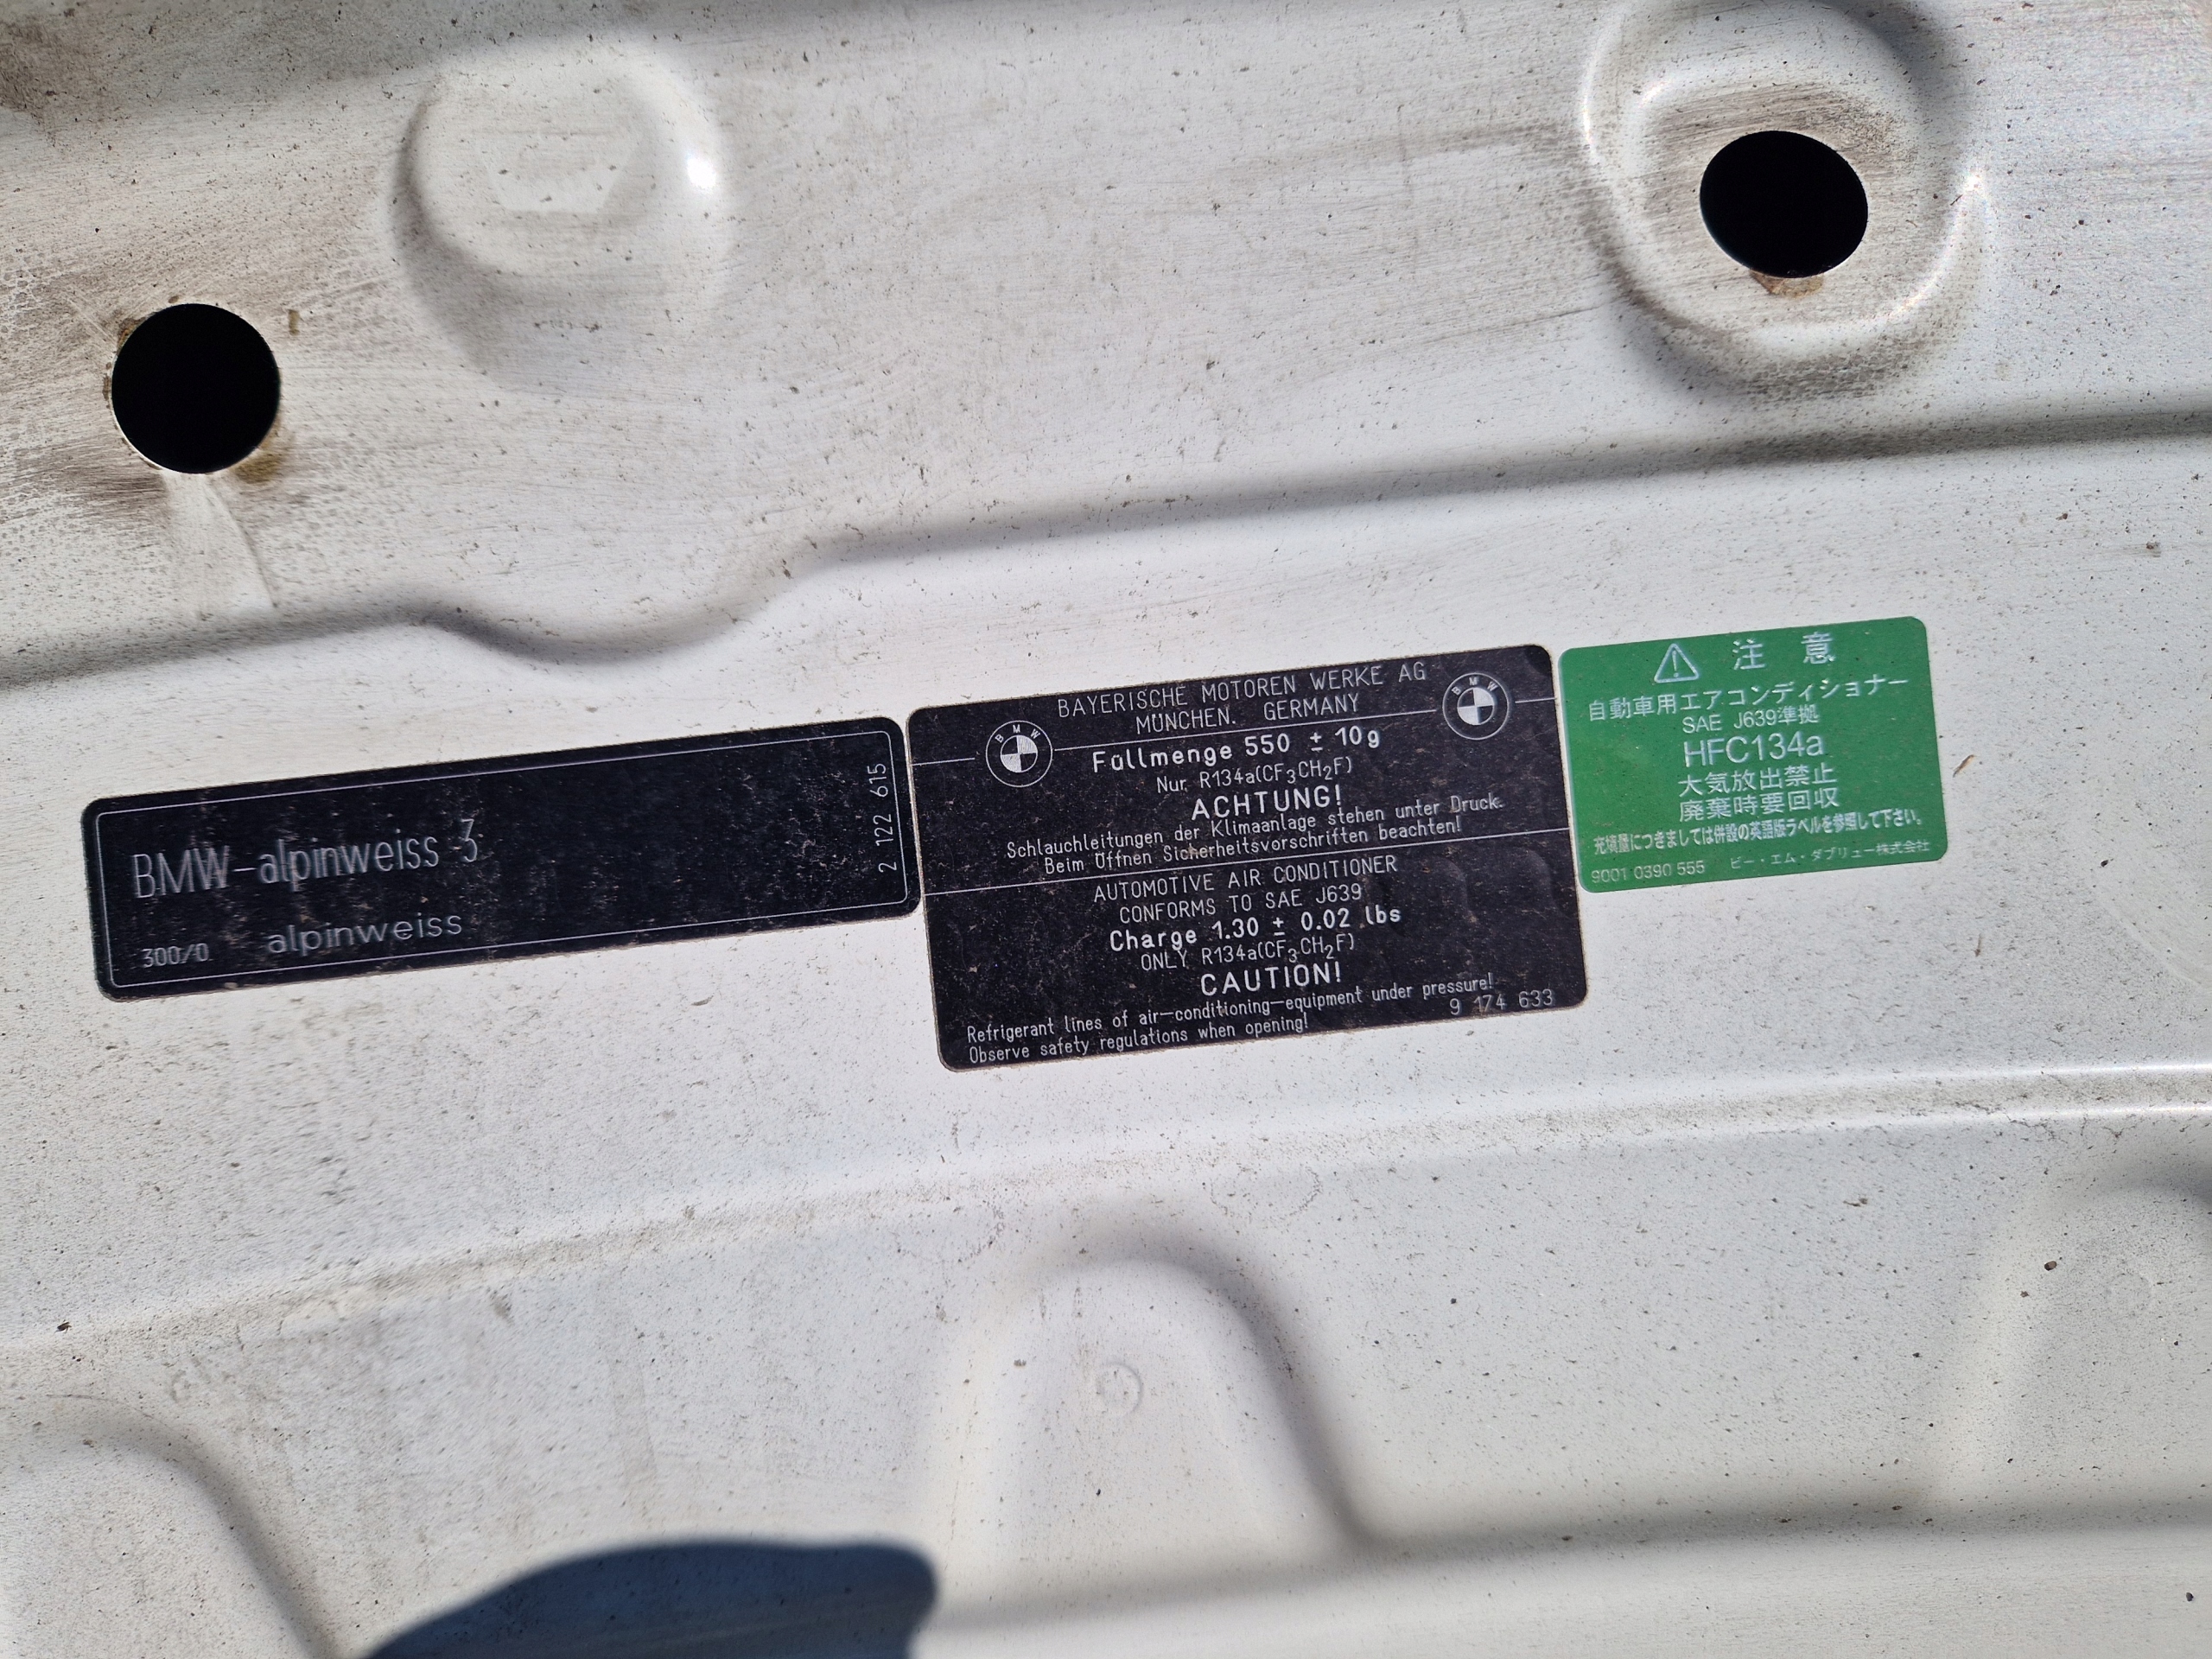 BMW-alpinweiss 3
300/0 alpinweiss
2 122 615
BAYERISCHE MOTOREN WERKE AG
MÜNCHEN. GERMANY
BMW
BMW
Füllmenge 550 ± 10g
Nur R134a(CF3CH2F)
ACHTUNG!
Schlauchleitungen der Klimaanlage stehen unter Druck.
Beim Öffnen Sicherheitsvorschriften beachten!
AUTOMOTIVE AIR CONDITIONER
CONFORMS TO SAE J639
Charge 1.30 ± 0.02 lbs
ONLY R134a(CF3CH2F)
CAUTION!
Refrigerant lines of air-conditioning-equipment under pressure!
Observe safety regulations when opening!
9 174 633
注 意
自動車用エアコンディショナー
SAE J639準拠
HFC134a
大気放出禁止
廃棄時要回収
充填量につきましては併設の英語版ラベルを参照して下さい。
9001 0390 555 ビー・エム・ダブリュー株式会社